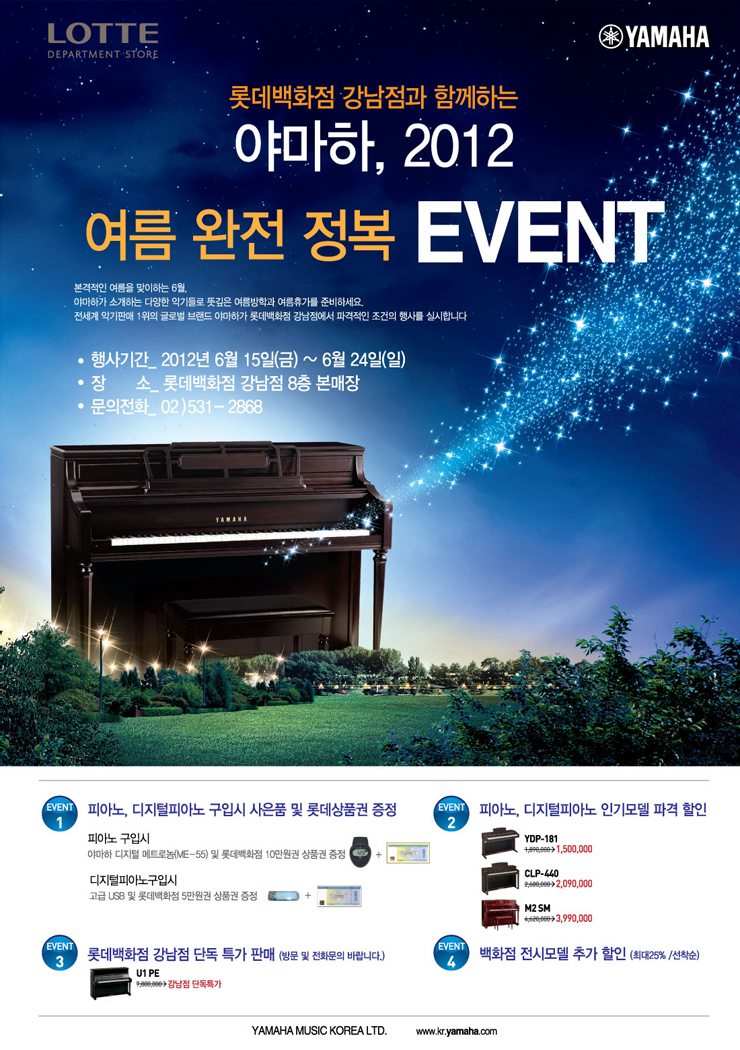 LOTTE
DEPARTMENT STORE
YAMAHA
롯데백화점 강남점과 함께하는
야마하, 2012
여름 완전 정복 EVENT
본격적인 여름을 맞이하는 6월,
야마하가 소개하는 다양한 악기들로 뜻깊은 여름방학과 여름휴가를 준비하세요.
전세계 악기판매 1위의 글로벌 브랜드 야마하가 롯데백화점 강남점에서 파격적인 조건의 행사를 실시합니다
• 행사기간_ 2012년 6월 15일(금) ~ 6월 24일(일)
• 장 소_ 롯데백화점 강남점 8층 본매장
• 문의전화_ 02)531-2868
YAMAHA
EVENT 1
피아노, 디지털피아노 구입시 사은품 및 롯데상품권 증정
피아노 구입시
야마하 디지털 메트로놈(ME-55) 및 롯데백화점 10만원권 상품권 증정 +
디지털피아노구입시
고급 USB 및 롯데백화점 5만원권 상품권 증정 +
EVENT 2
피아노, 디지털피아노 인기모델 파격 할인
YDP-181
1,890,000→1,500,000
CLP-440
2,680,000→2,090,000
M2 SM
4,620,000→3,990,000
EVENT 3
롯데백화점 강남점 단독 특가 판매 (방문 및 전화문의 바랍니다.)
U1 PE
7,800,000→강남점 단독특가
EVENT 4
백화점 전시모델 추가 할인 (최대25% /선착순)
YAMAHA MUSIC KOREA LTD. www.kr.yamaha.com